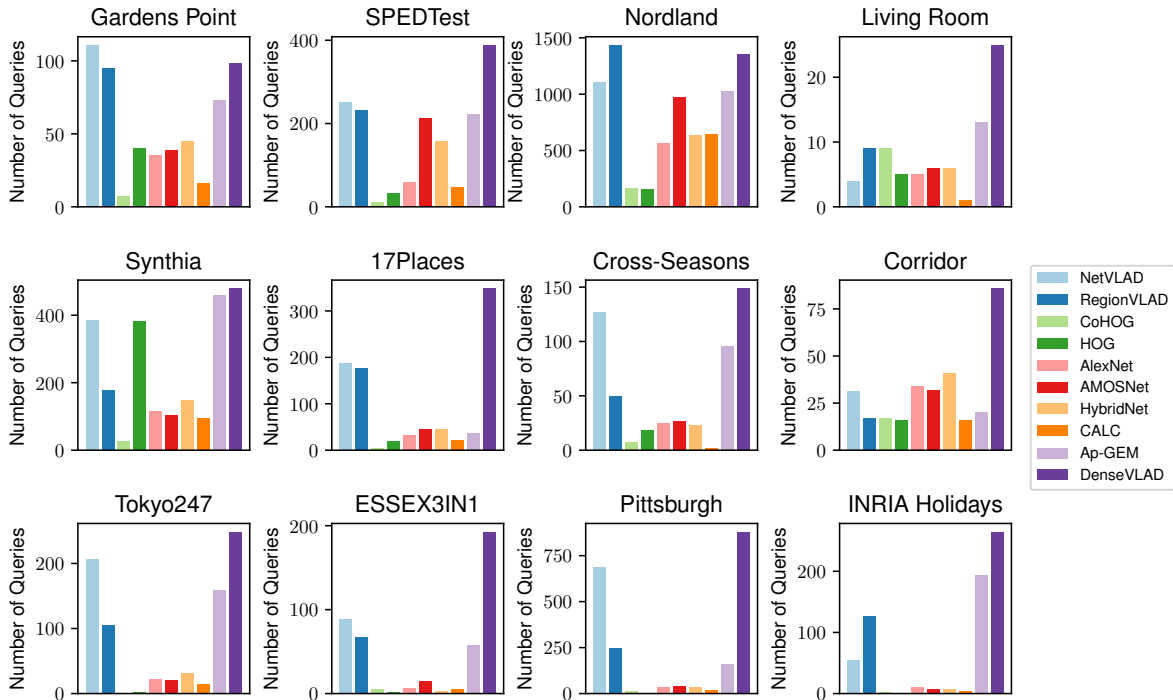 Gardens Point
SPEDTest
Nordland
Living Room
Number of Queries
100
50
0
Number of Queries
400
200
0
Number of Queries
1500
1000
500
0
Number of Queries
20
10
0
Synthia
17Places
Cross-Seasons
Corridor
Number of Queries
400
200
0
Number of Queries
300
200
100
0
Number of Queries
150
100
50
0
Number of Queries
75
50
25
0
NetVLAD
RegionVLAD
CoHOG
HOG
AlexNet
AMOSNet
HybridNet
CALC
Ap-GEM
DenseVLAD
Tokyo247
ESSEX3IN1
Pittsburgh
INRIA Holidays
Number of Queries
200
100
0
Number of Queries
200
100
0
Number of Queries
750
500
250
0
Number of Queries
200
100
0